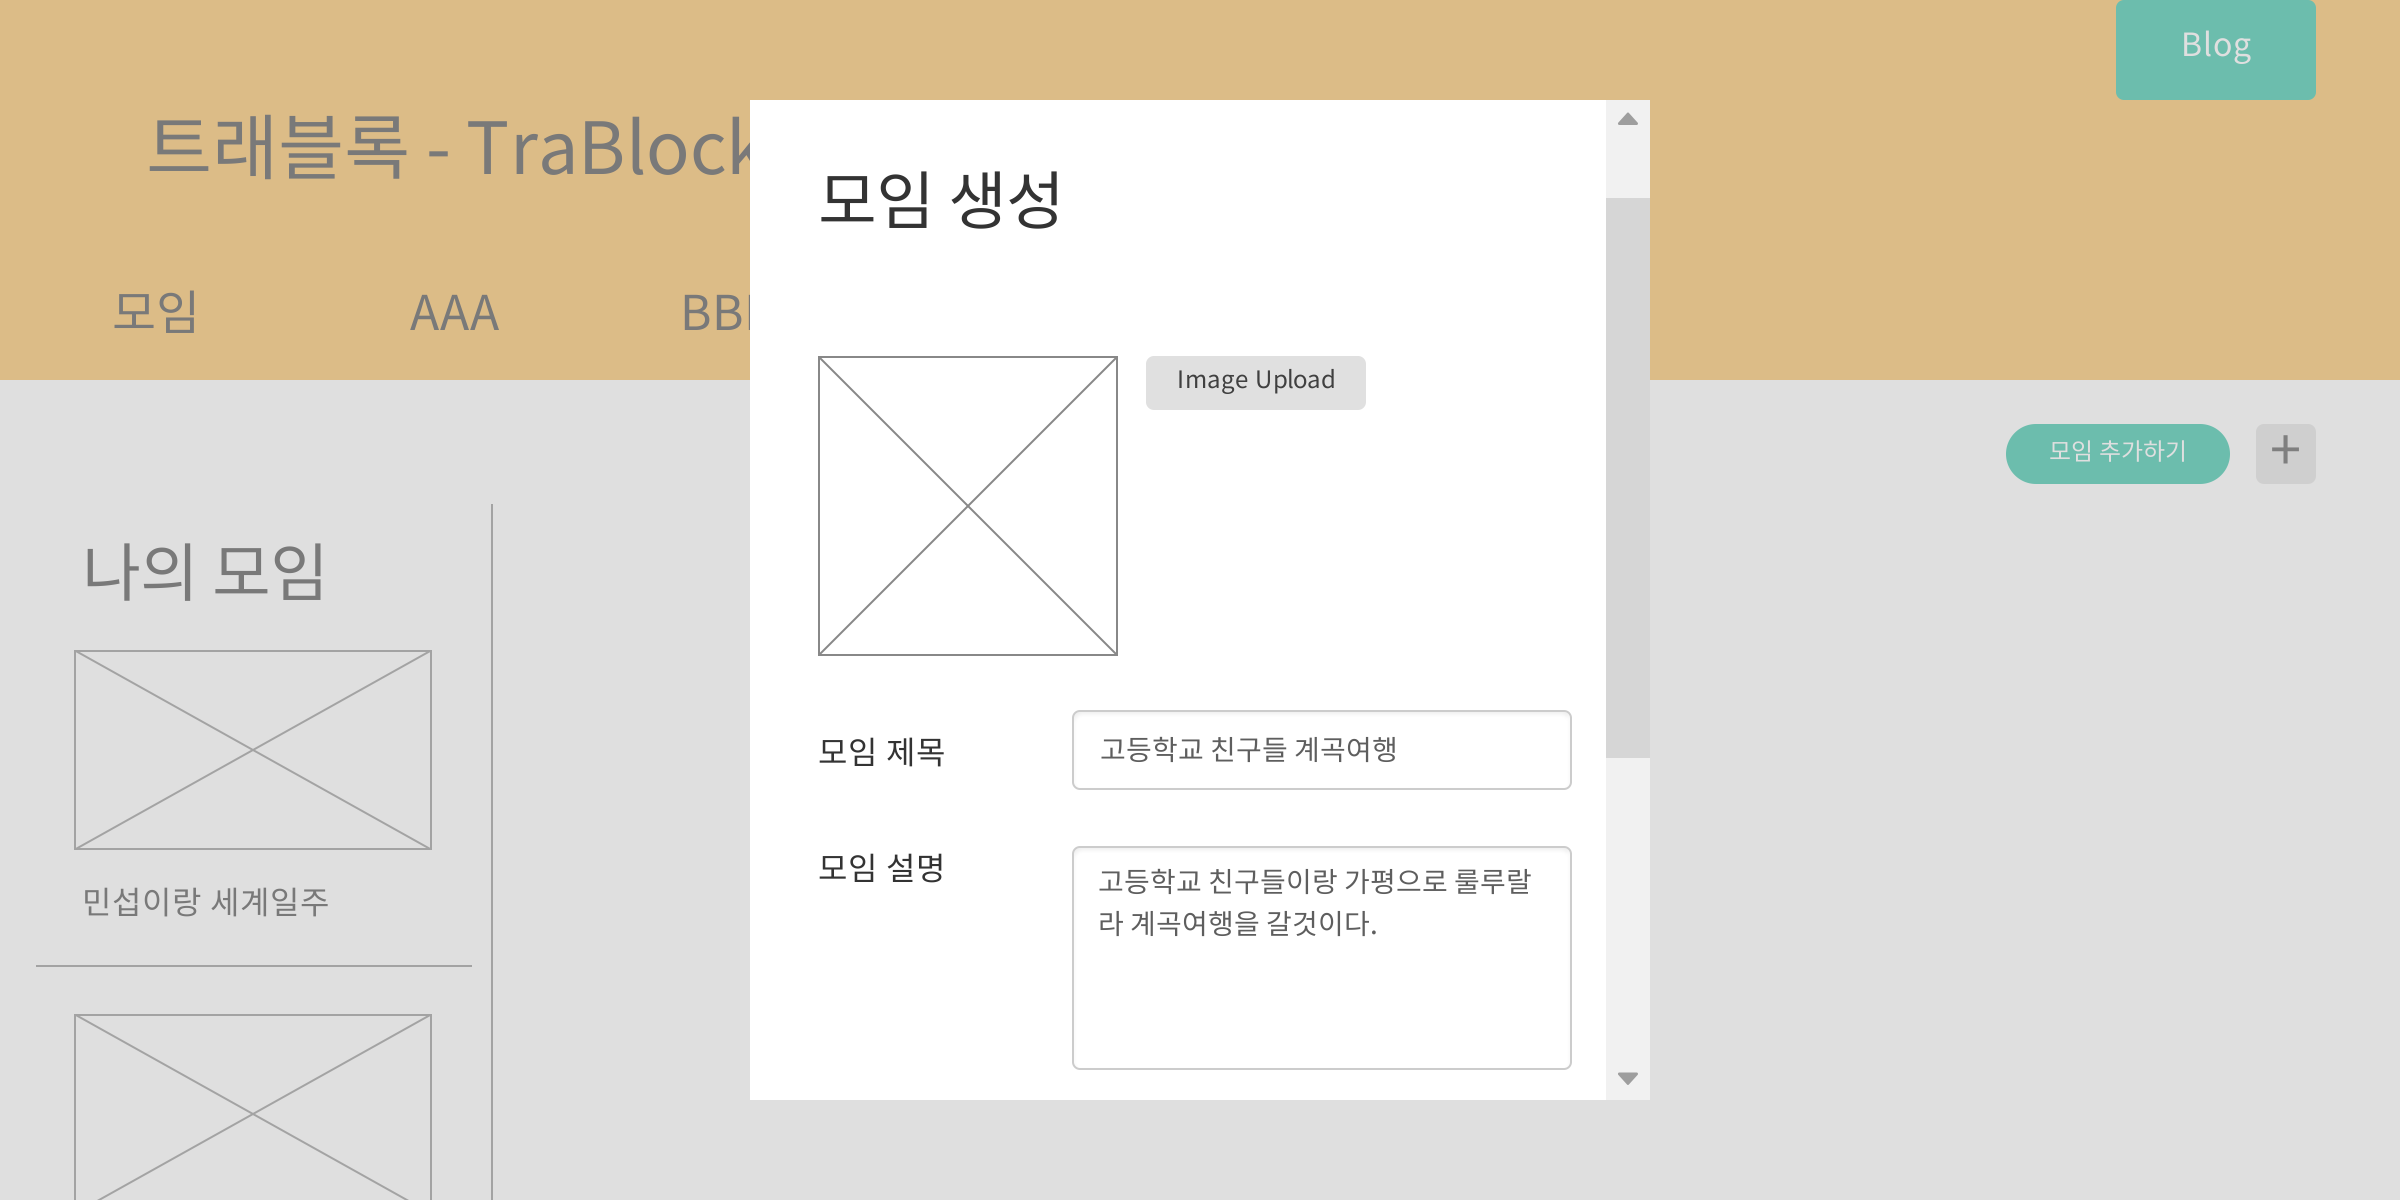 Blog
트래블록 - TraBlock
모임
AAA
BB
모임 추가하기
+
나의 모임
민섭이랑 세계일주
모임 생성
Image Upload
모임 제목
고등학교 친구들 계곡여행
모임 설명
고등학교 친구들이랑 가평으로 룰루랄
라 계곡여행을 갈것이다.